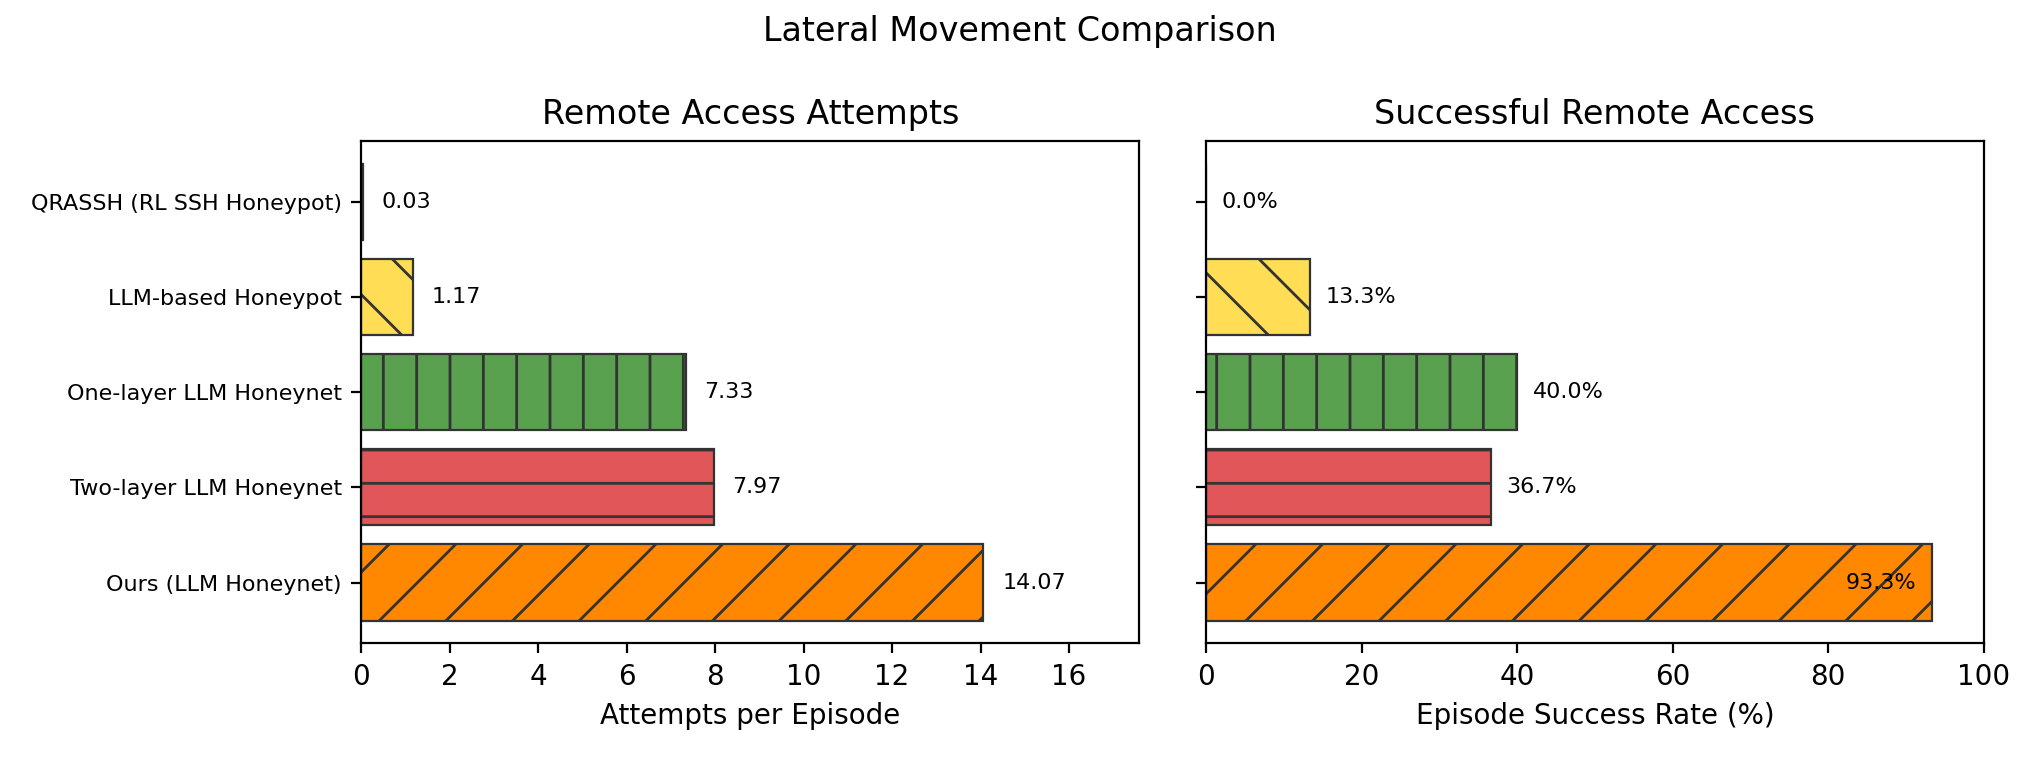 Lateral Movement Comparison
Remote Access Attempts
QRASSH (RL SSH Honeypot)
0.03
LLM-based Honeypot
1.17
One-layer LLM Honeynet
7.33
Two-layer LLM Honeynet
7.97
Ours (LLM Honeynet)
14.07
0 2 4 6 8 10 12 14 16
Attempts per Episode
Successful Remote Access
0.0%
13.3%
40.0%
36.7%
93.3%
0 20 40 60 80 100
Episode Success Rate (%)